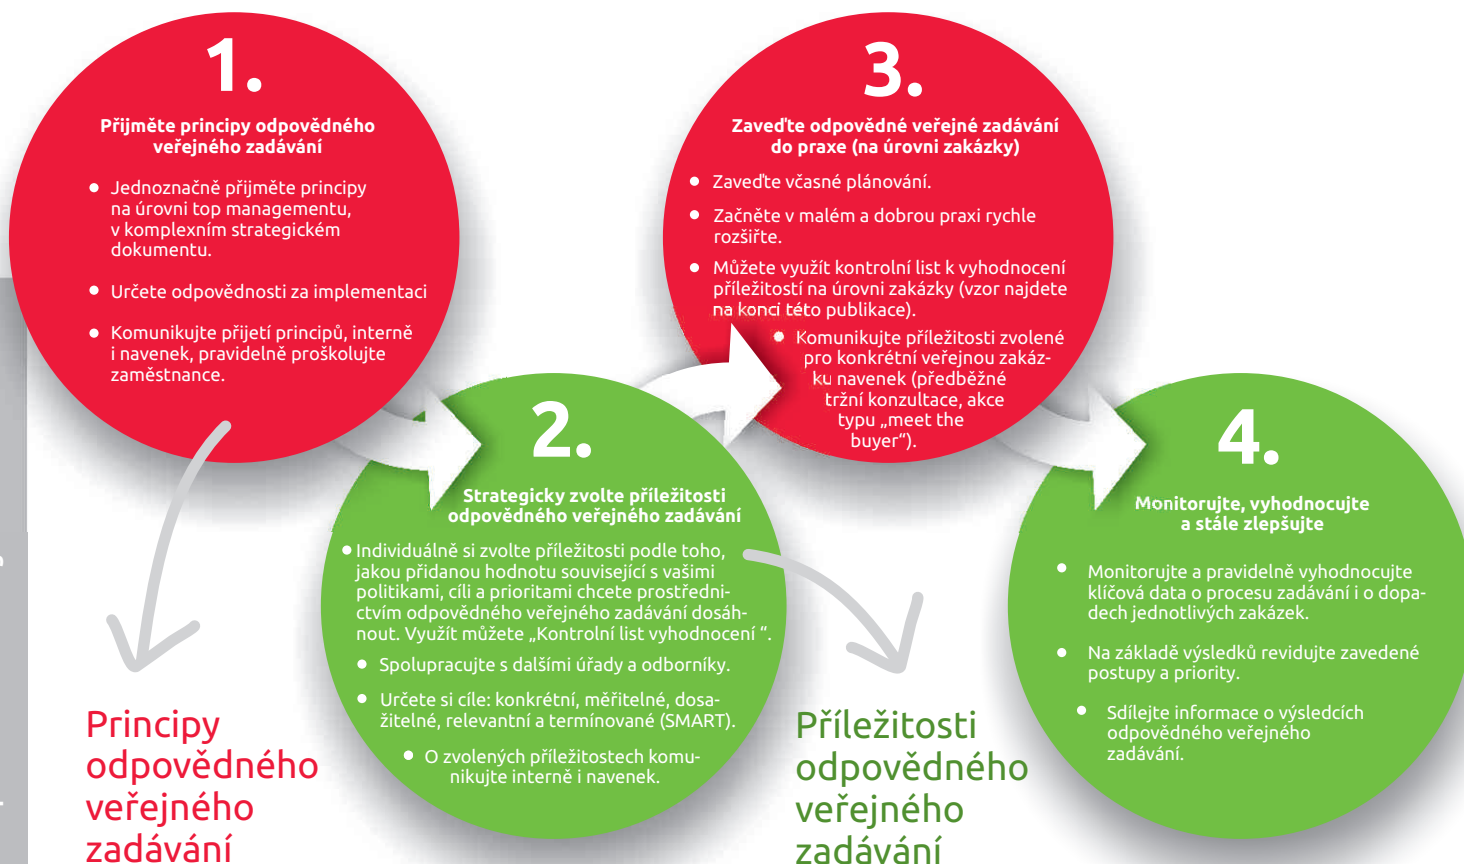 1.
Přijměte principy odpovědného
veřejného zadávání
Jednoznačně přijměte principy
na úrovni top managementu,
v komplexním strategickém
dokumentu.
Určete odpovědnosti za implementaci
Komunikujte přijetí principů, interně
i navenek, pravidelně proškolujte
zaměstnance.
2.
Strategicky zvolte příležitosti
odpovědného veřejného zadávání
Individuálně si zvolte příležitosti podle toho,
jakou přidanou hodnotu související s vašimi
politikami, cíli a prioritami chcete prostředni-
ctvím odpovědného veřejného zadávání dosáh-
nout. Využít můžete „Kontrolní list vyhodnocení “.
Spolupracujte s dalšími úřady a odborníky.
Určete si cíle: konkrétní, měřitelné, dosa-
žitelné, relevantní a termínované (SMART).
O zvolených příležitostech komu-
nikujte interně i navenek.
3.
Zaveďte odpovědné veřejné zadávání
do praxe (na úrovni zakázky)
Zaveďte včasné plánování.
Začněte v malém a dobrou praxi rychle
rozšiřte.
Můžete využít kontrolní list k vyhodnocení
příležitostí na úrovni zakázky (vzor najdete
na konci této publikace).
Komunikujte příležitosti zvolené
pro konkrétní veřejnou zakáz-
ku navenek (předběžné
tržní konzultace, akce
typu „meet the
buyer“).
4.
Monitorujte, vyhodnocujte
a stále zlepšujte
Monitorujte a pravidelně vyhodnocujte
klíčová data o procesu zadávání i o dopa-
dech jednotlivých zakázek.
Na základě výsledků revidujte zavedené
postupy a priority.
Sdílejte informace o výsledcích
odpovědného veřejného
zadávání.
Principy
odpovědného
veřejného
zadávání
Příležitosti
odpovědného
veřejného
zadávání